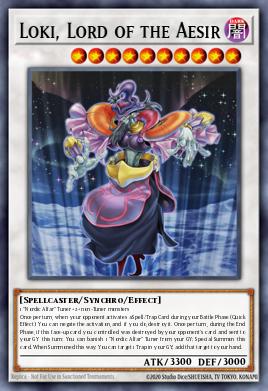 LOKI, LORD OF THE AESIR
DARK
闇
[SPELLCASTER/SYNCHRO/EFFECT]
1 "Nordic Alfar" Tuner + 2+ non-Tuner monsters
Once per turn, when your opponent activates a Spell/Trap Card during your Battle Phase (Quick
Effect): You can negate the activation, and if you do, destroy it. Once per turn, during the End
Phase, if this face-up card you controlled was destroyed by your opponent's card and sent to
your GY this turn: You can banish 1 "Nordic Alfar" Tuner from your GY; Special Summon this
card. When Summoned this way: You can target 1 Trap in your GY; add that target to your hand.
ATK/3300 DEF/3000
Replica - Not For Use in Sanctioned Tournaments
©2020 Studio Dice/SHUEISHA, TV TOKYO, KONAMI